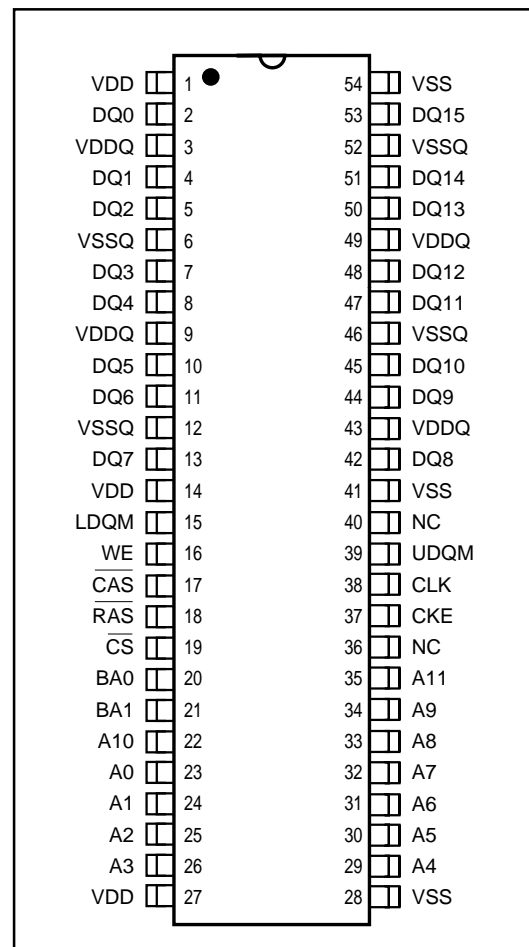 VDD 1 54 VSS
DQ0 2 53 DQ15
VDDQ 3 52 VSSQ
DQ1 4 51 DQ14
DQ2 5 50 DQ13
VSSQ 6 49 VDDQ
DQ3 7 48 DQ12
DQ4 8 47 DQ11
VDDQ 9 46 VSSQ
DQ5 10 45 DQ10
DQ6 11 44 DQ9
VSSQ 12 43 VDDQ
DQ7 13 42 DQ8
VDD 14 41 VSS
LDQM 15 40 NC
WE 16 39 UDQM
CAS 17 38 CLK
RAS 18 37 CKE
CS 19 36 NC
BA0 20 35 A11
BA1 21 34 A9
A10 22 33 A8
A0 23 32 A7
A1 24 31 A6
A2 25 30 A5
A3 26 29 A4
VDD 27 28 VSS